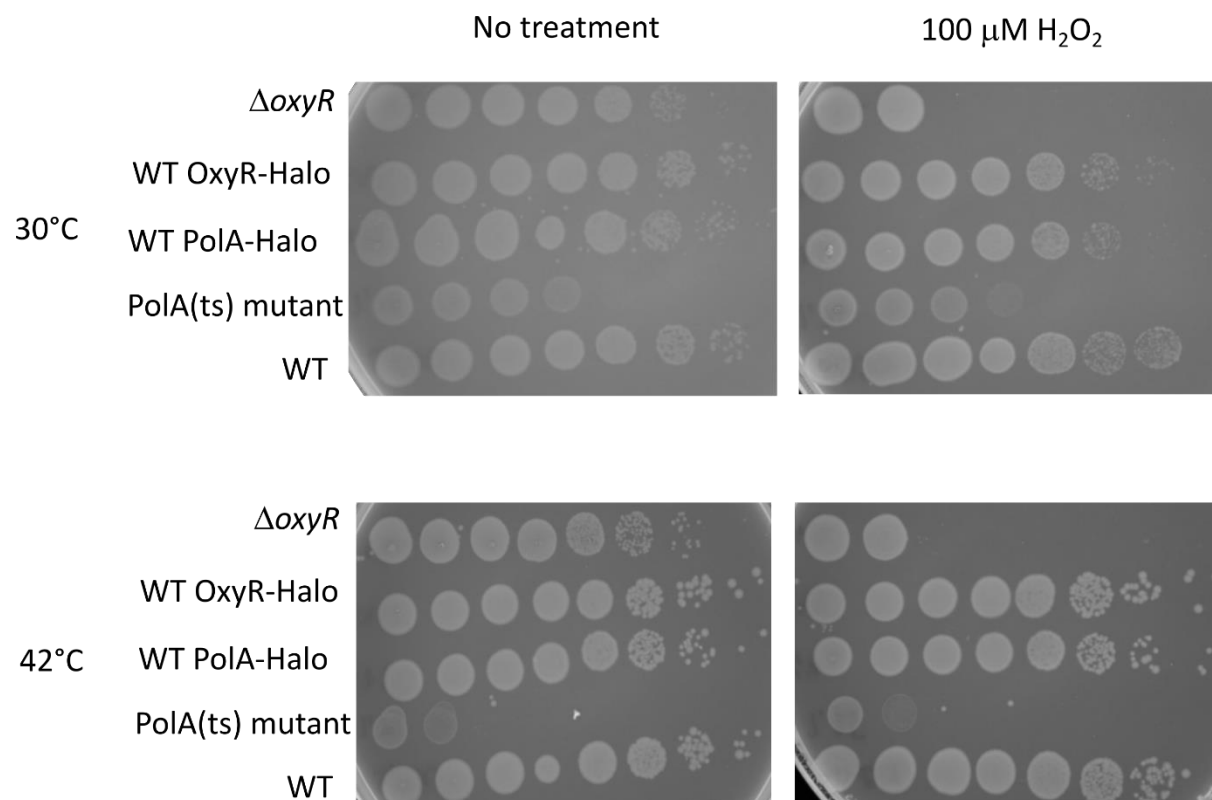 No treatment
100 μM H₂O₂
30°C
ΔoxyR
WT OxyR-Halo
WT PolA-Halo
PolA(ts) mutant
WT
42°C
ΔoxyR
WT OxyR-Halo
WT PolA-Halo
PolA(ts) mutant
WT